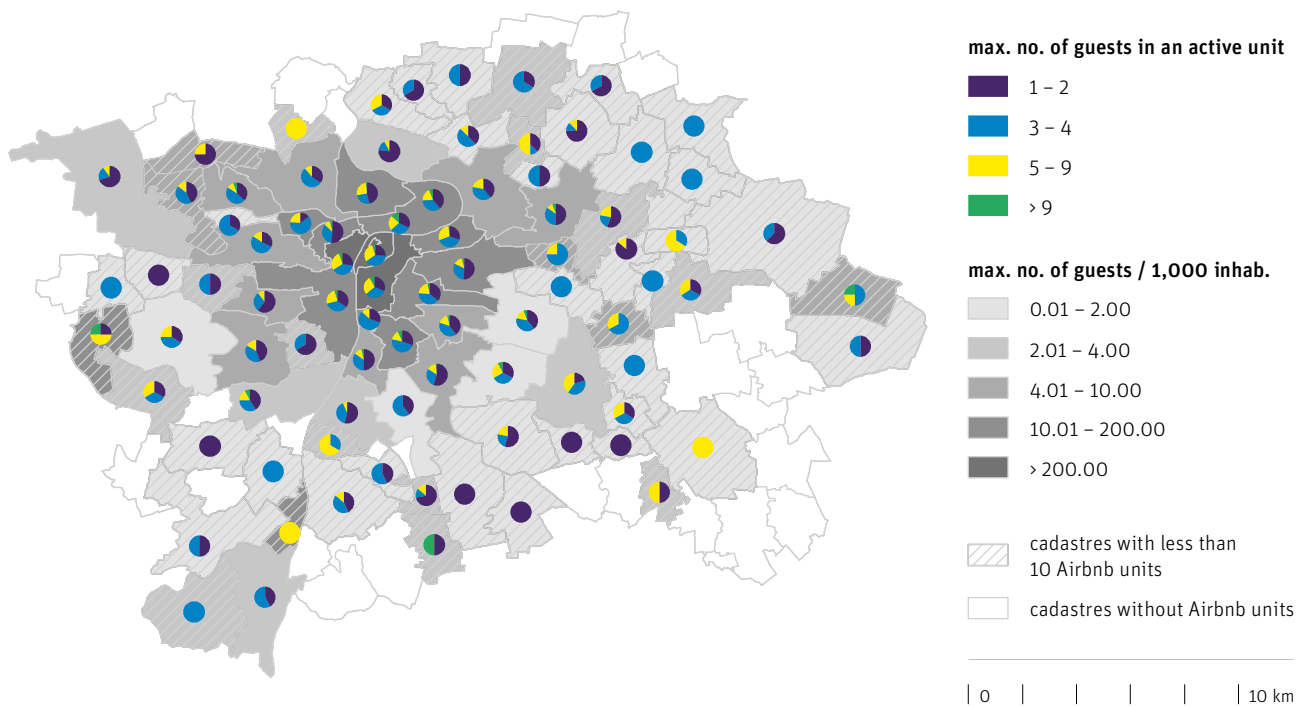 max. no. of guests in an active unit
1 – 2
3 – 4
5 – 9
> 9
max. no. of guests / 1,000 inhab.
0.01 – 2.00
2.01 – 4.00
4.01 – 10.00
10.01 – 200.00
> 200.00
cadastres with less than
10 Airbnb units
cadastres without Airbnb units
0 10 km